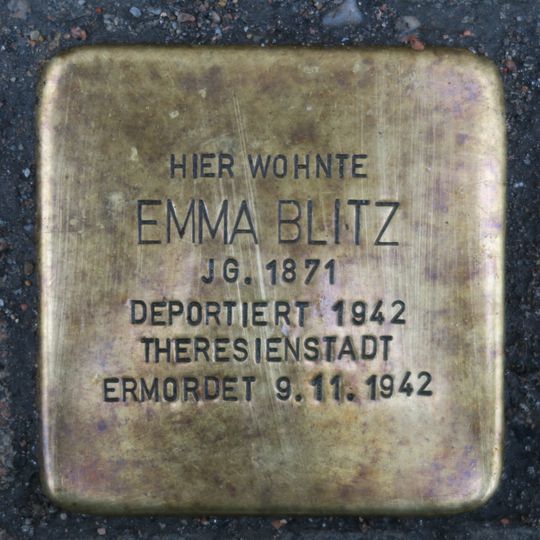 HIER WOHNTE
EMMA BLITZ
JG. 1871
DEPORTIERT 1942
THERESIENSTADT
ERMORDET 9.11.1942